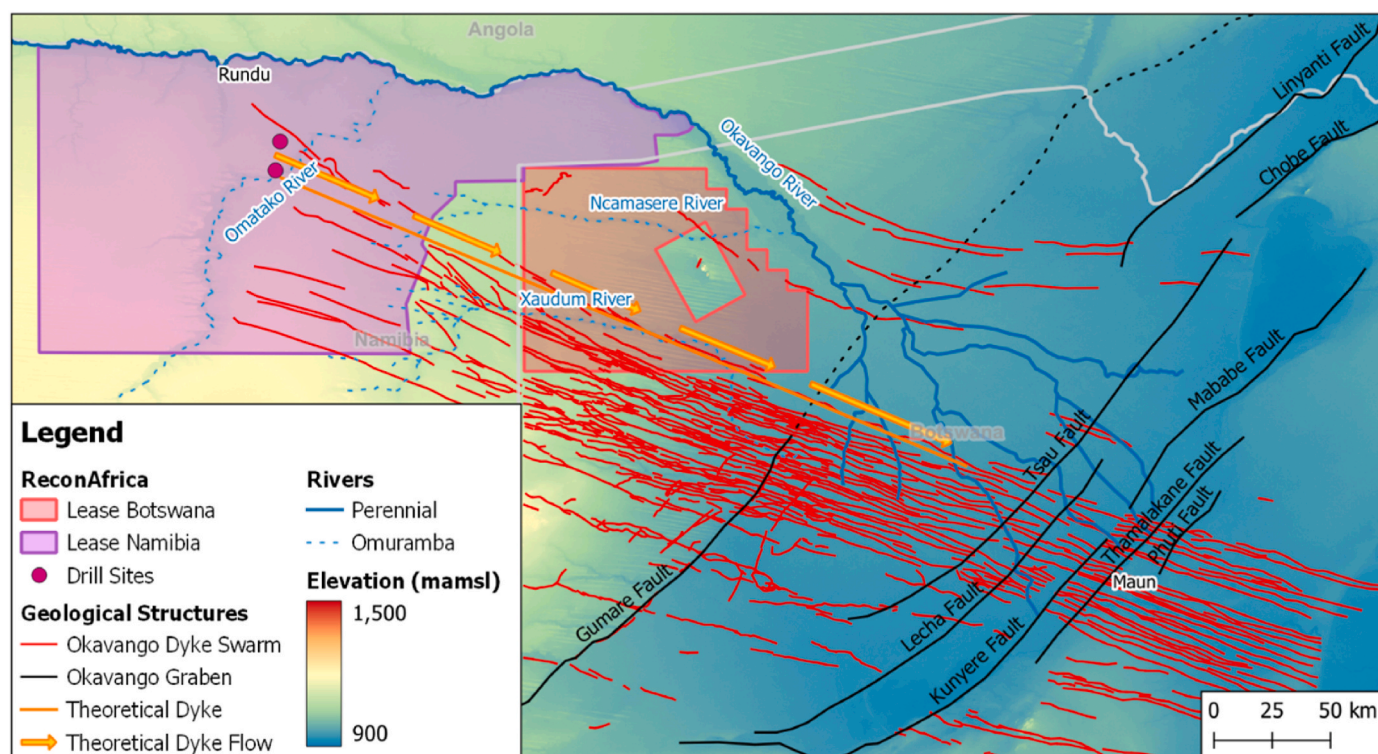 Angola
Rundu
Linyanti Fault
Chobe Fault
Okavango River
Omatako River
Ncamasere River
Xaudum River
Namibia
Mababe Fault
Botswana
Tsau Fault
Thamalakane Fault
Phuti Fault
Maun
Gumare Fault
Lecha Fault
Kunyere Fault
Legend
ReconAfrica
Lease Botswana
Lease Namibia
Drill Sites
Geological Structures
Okavango Dyke Swarm
Okavango Graben
Theoretical Dyke
Theoretical Dyke Flow
Rivers
Perennial
Omuramba
Elevation (mamsl)
1,500
900
0 25 50 km